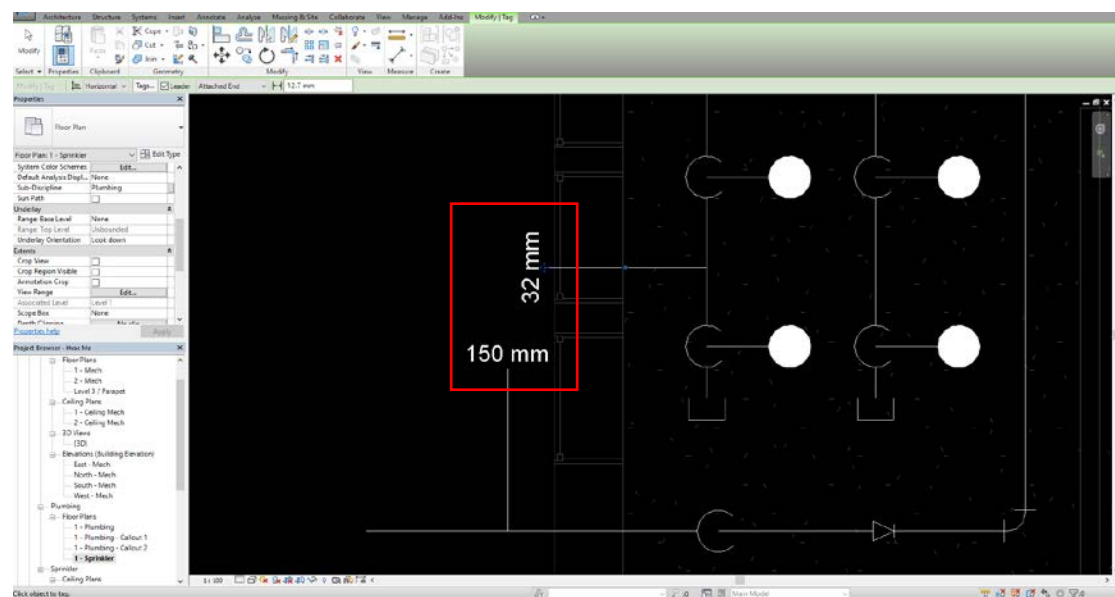 Architecture Structure Systems Insert Annotate Analyze Massing & Site Collaborate View Manage Add-Ins Modify | Tag
Modify
Cope
Cut
Join
Paste
Select Properties Clipboard Geometry Modify View Measure Create
Modify | Tag Horizontal Tags... Leader Attached End 12.7 mm
Properties
Floor Plan
Floor Plan: 1 - Sprinkler Edit Type
System Color Schemes Edit...
Default Analysis Displ... None
Sub-Discipline Plumbing
Sun Path
Underlay
Range: Base Level None
Range: Top Level Unbounded
Underlay Orientation Look down
Extents
Crop View
Crop Region Visible
Annotation Crop
View Range Edit...
Associated Level Level 1
Scope Box None
Depth Clipping No clip
Properties help Apply
Floor Plans
1 - Mech
2 - Mech
Level 3 / Parapet
Ceiling Plans
1 - Ceiling Mech
2 - Ceiling Mech
3D Views
{3D}
Elevations (Building Elevation)
East - Mech
North - Mech
South - Mech
West - Mech
Plumbing
Floor Plans
1 - Plumbing
1 - Plumbing - Callout 1
1 - Plumbing - Callout 2
1 - Sprinkler
Sprinkler
Ceiling Plans
32 mm
150 mm
1 : 100
Click object to tag.
Main Model